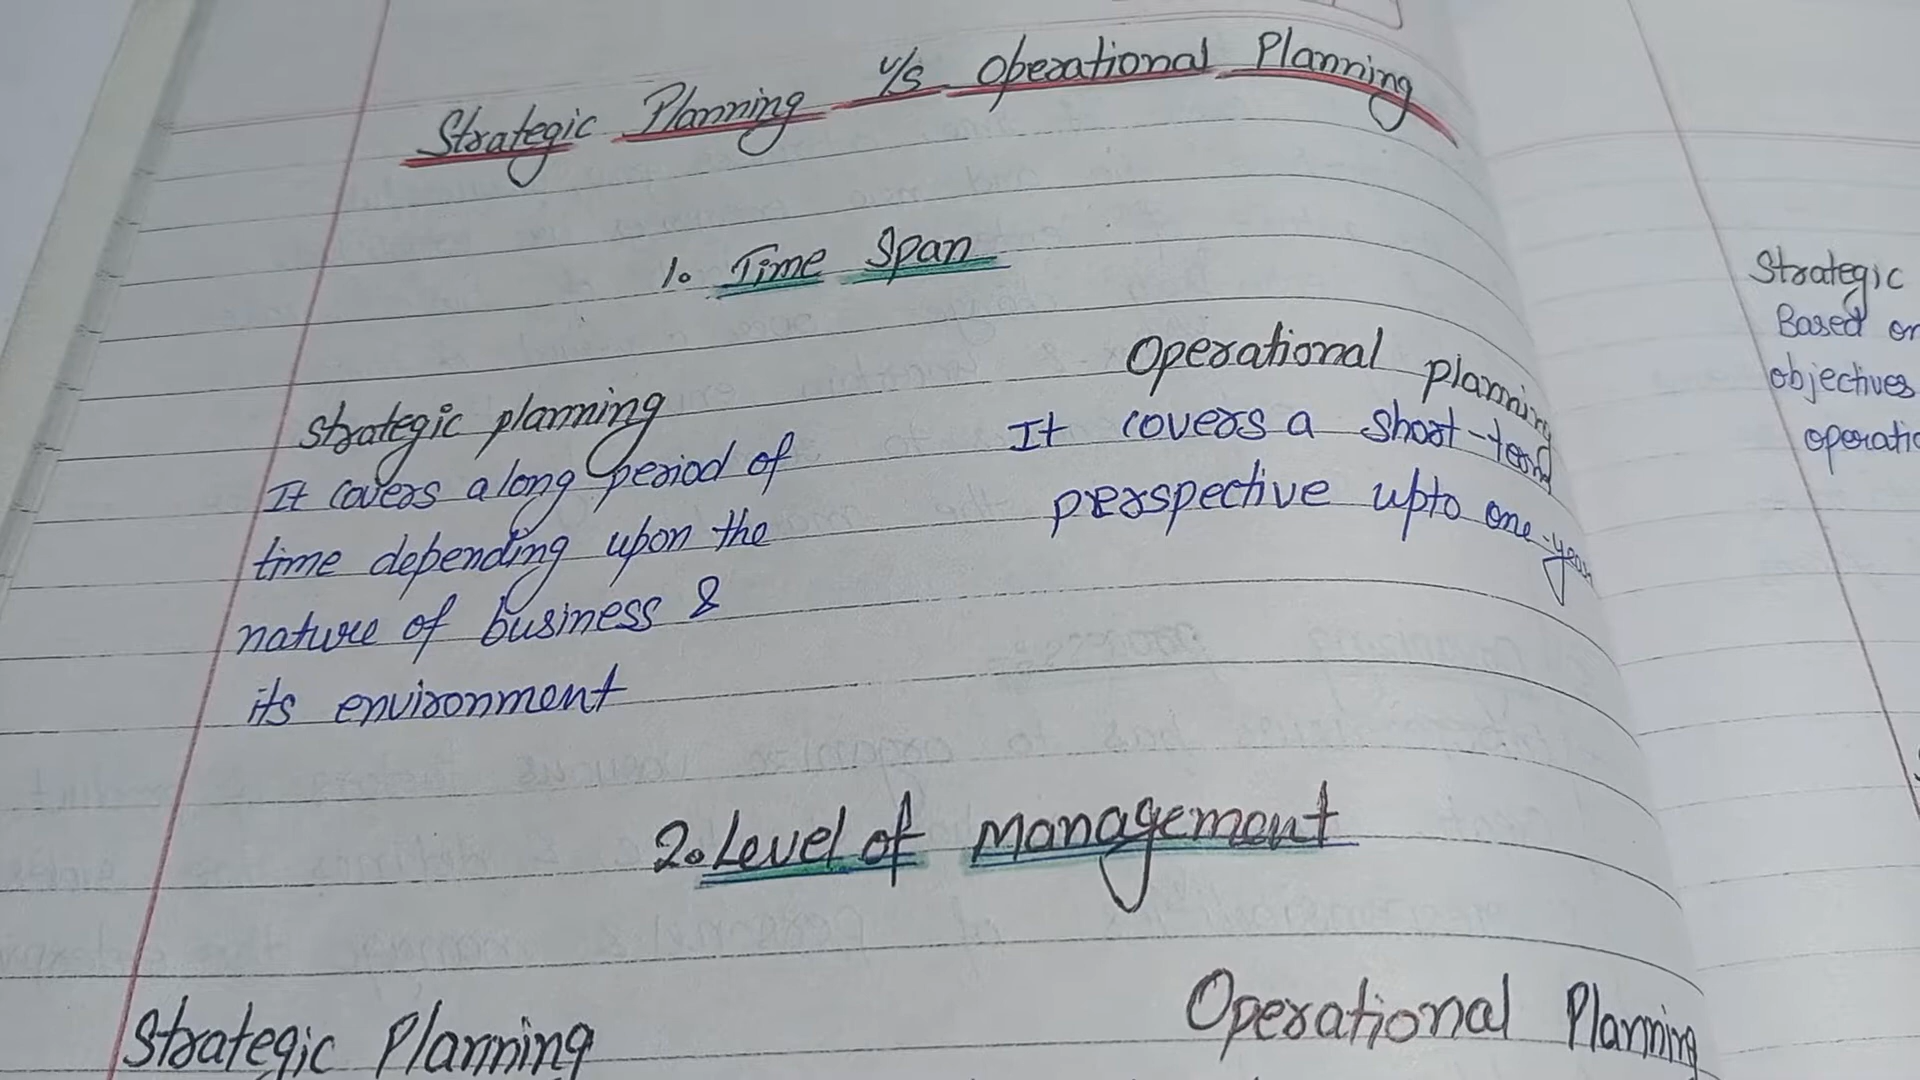 Strategic Planning v/s Operational Planning
1. Time Span
Strategic planning
It covers a long period of
time depending upon the
nature of business &
its environment
Operational planning
It covers a short-term
perspective upto one-year
2. Level of management
Strategic Planning
Operational Planning
Strategic
Based on
objectives